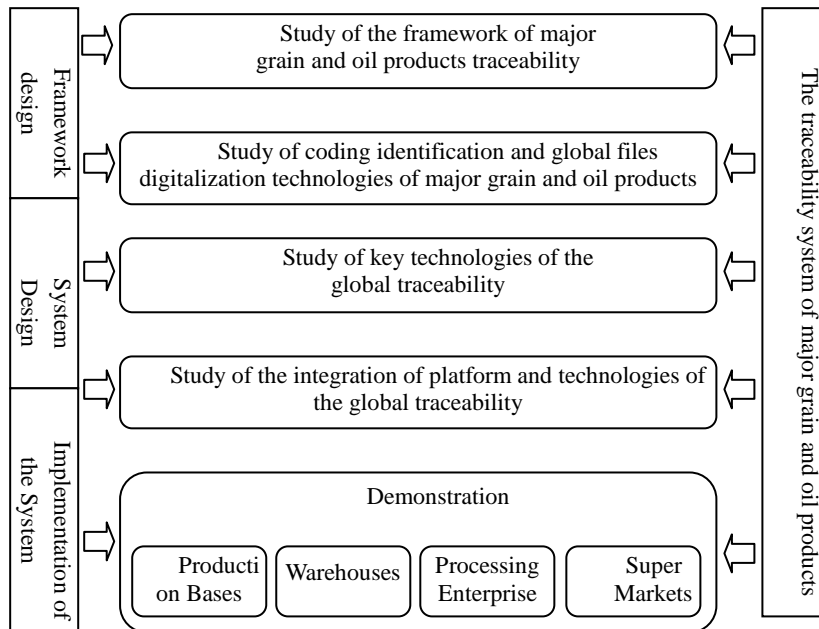 Framework
design
System
Design
Implementation of
the System
Study of the framework of major
grain and oil products traceability
Study of coding identification and global files
digitalization technologies of major grain and oil products
Study of key technologies of the
global traceability
Study of the integration of platform and technologies of
the global traceability
Demonstration
Producti
on Bases
Warehouses
Processing
Enterprise
Super
Markets
The traceability system of major grain and oil products